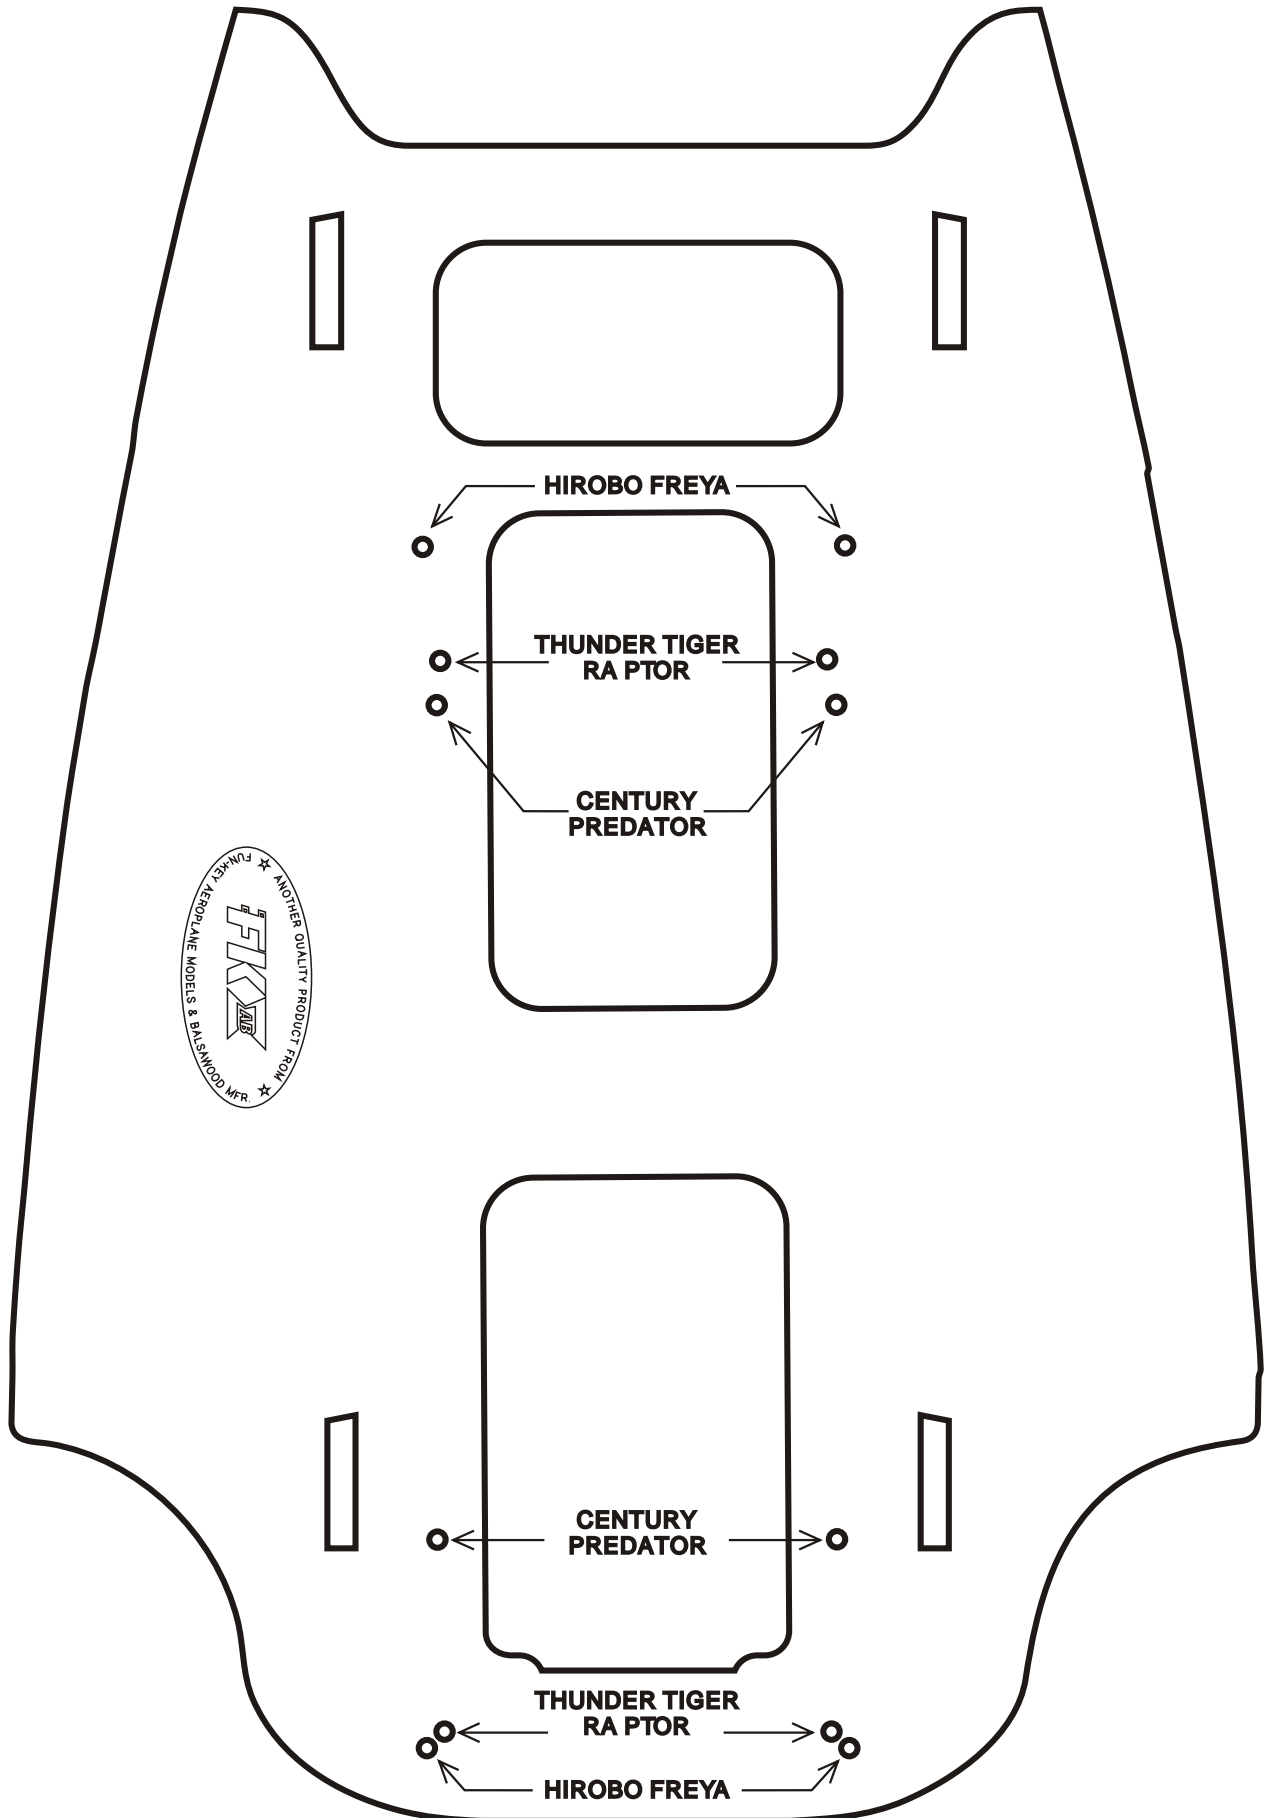 HIROBO FREYA
THUNDER TIGER
RA PTOR
CENTURY
PREDATOR
ANOTHER QUALITY PRODUCT FROM
FK
AB
FUN-KEY AEROPLANE MODELS & BALSAWOOD MFR.
CENTURY
PREDATOR
THUNDER TIGER
RA PTOR
HIROBO FREYA